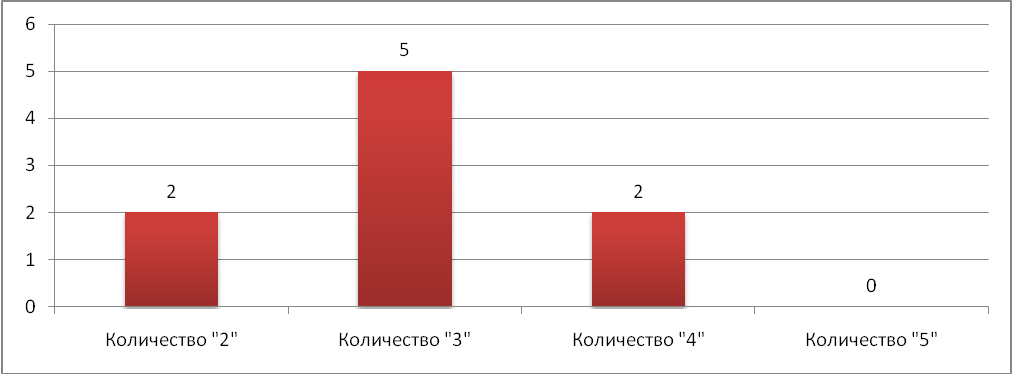 6
5
4
3
2
1
0
2
5
2
0
Количество "2"
Количество "3"
Количество "4"
Количество "5"